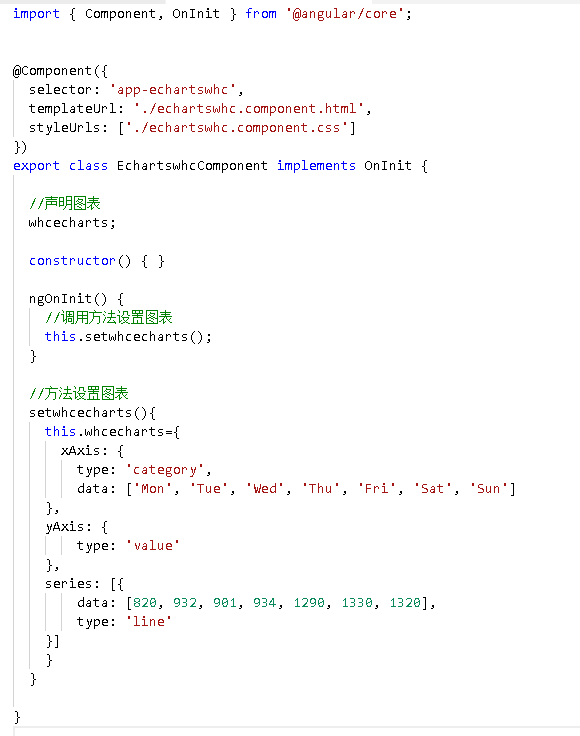 import { Component, OnInit } from '@angular/core';
@Component({
  selector: 'app-echartswhc',
  templateUrl: './echartswhc.component.html',
  styleUrls: ['./echartswhc.component.css']
})
export class EchartswhcComponent implements OnInit {
  //声明图表
  whcecharts;
  constructor() { }
  ngOnInit() {
    //调用方法设置图表
    this.setwhcecharts();
  }
  //方法设置图表
  setwhcecharts(){
    this.whcecharts={
      xAxis: {
        type: 'category',
        data: ['Mon', 'Tue', 'Wed', 'Thu', 'Fri', 'Sat', 'Sun']
    },
    yAxis: {
        type: 'value'
    },
    series: [{
        data: [820, 932, 901, 934, 1290, 1330, 1320],
        type: 'line'
    }]
    }
  }
}